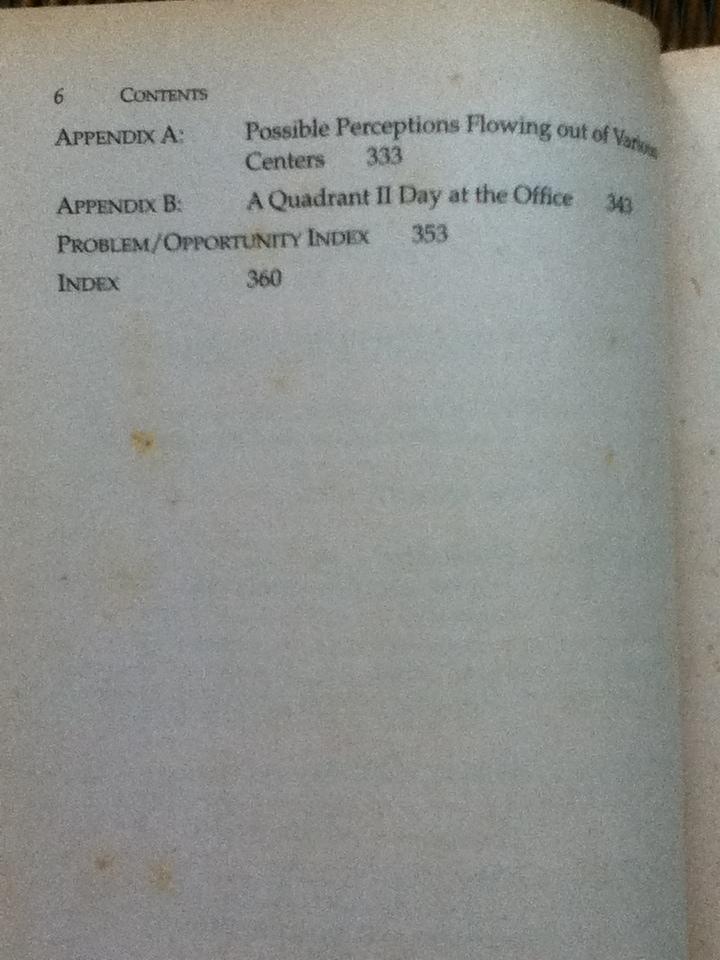 6 CONTENTS
APPENDIX A: Possible Perceptions Flowing out of Various
Centers 333
APPENDIX B: A Quadrant II Day at the Office 343
PROBLEM/OPPORTUNITY INDEX 353
INDEX 360